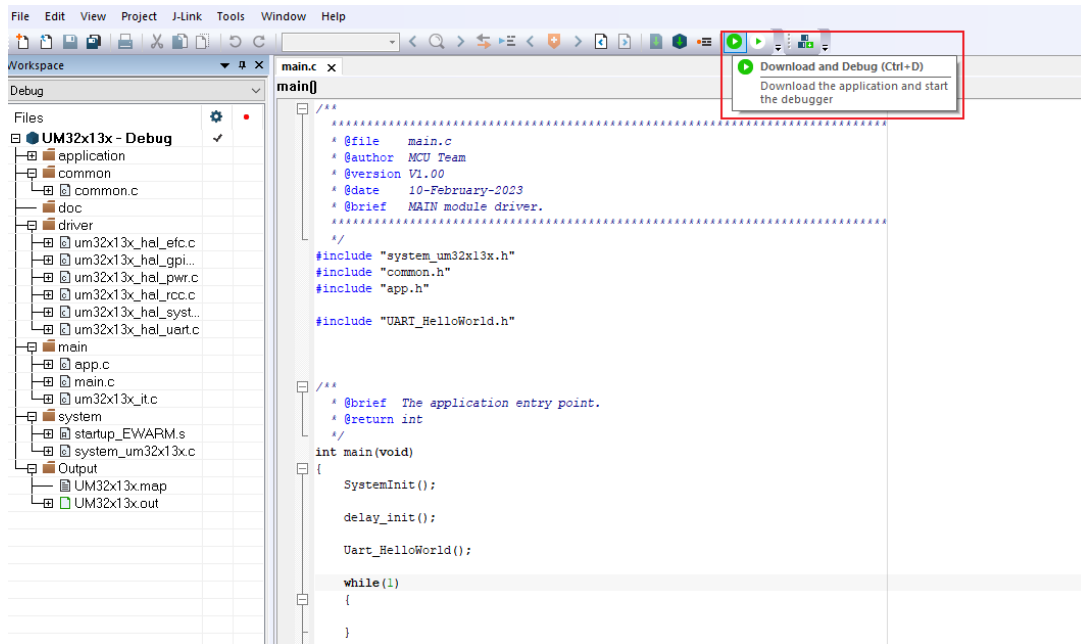 File Edit View Project J-Link Tools Window Help
Workspace
Debug
Files
UM32x13x - Debug
application
common
common.c
doc
driver
um32x13x_hal_efc.c
um32x13x_hal_gpi...
um32x13x_hal_pwr.c
um32x13x_hal_rcc.c
um32x13x_hal_syst...
um32x13x_hal_uart.c
main
app.c
main.c
um32x13x_it.c
system
startup_EWARM.s
system_um32x13x.c
Output
UM32x13x.map
UM32x13x.out
main.c x
main()
Download and Debug (Ctrl+D)
Download the application and start
the debugger
/**
******************************************************************************
* @file main.c
* @author MCU Team
* @version V1.00
* @date 10-February-2023
* @brief MAIN module driver.
******************************************************************************
*/
#include "system_um32x13x.h"
#include "common.h"
#include "app.h"
#include "UART_HelloWorld.h"
/**
* @brief The application entry point.
* @return int
*/
int main(void)
{
SystemInit();
delay_init();
Uart_HelloWorld();
while(1)
{
}